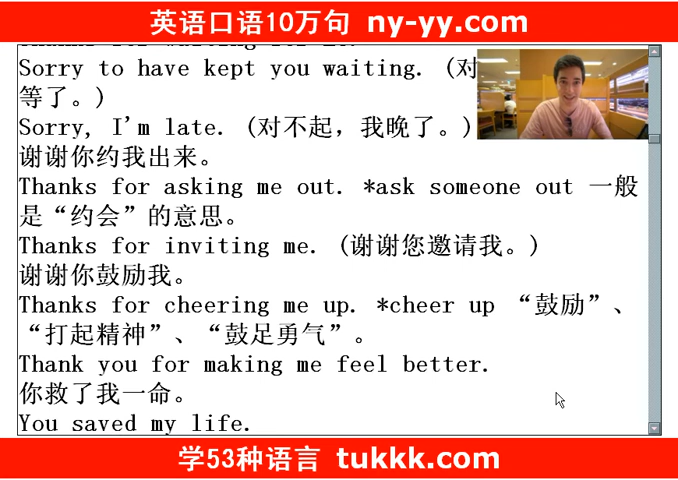 英语口语10万句 ny-yy.com
Sorry to have kept you waiting. (对
等了。)
Sorry, I'm late. (对不起，我晚了。)
谢谢你约我出来。
Thanks for asking me out. *ask someone out 一般
是“约会”的意思。
Thanks for inviting me. (谢谢您邀请我。)
谢谢你鼓励我。
Thanks for cheering me up. *cheer up “鼓励”、
“打起精神”、“鼓足勇气”。
Thank you for making me feel better.
你救了我一命。
You saved my life.
学53种语言 tukkk.com